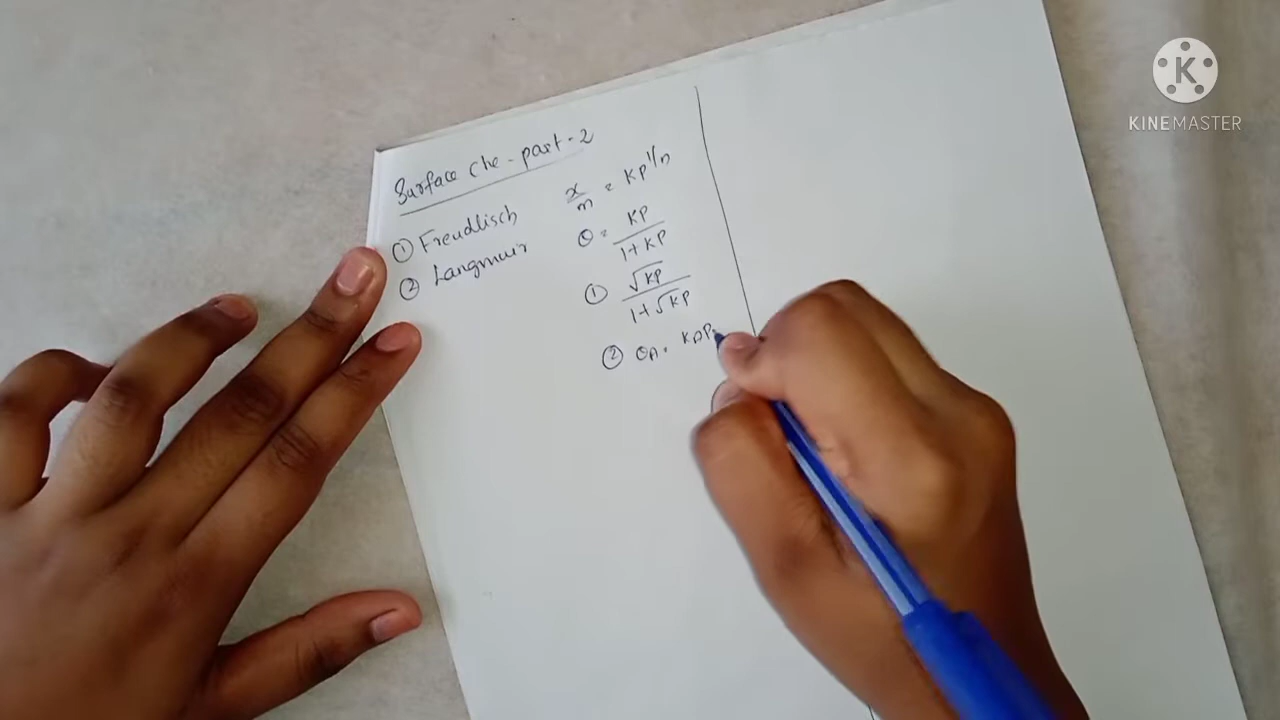 Surface Che - part - 2
① Freudlisch x/m = KP^1/n
② Langmuir θ = KP/1+KP
① √KP/1+√KP
② θA = KAPA
KINEMASTER